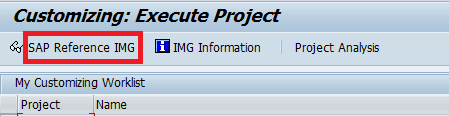 Customizing: Execute Project
SAP Reference IMG IMG Information Project Analysis
My Customizing Worklist
Project Name